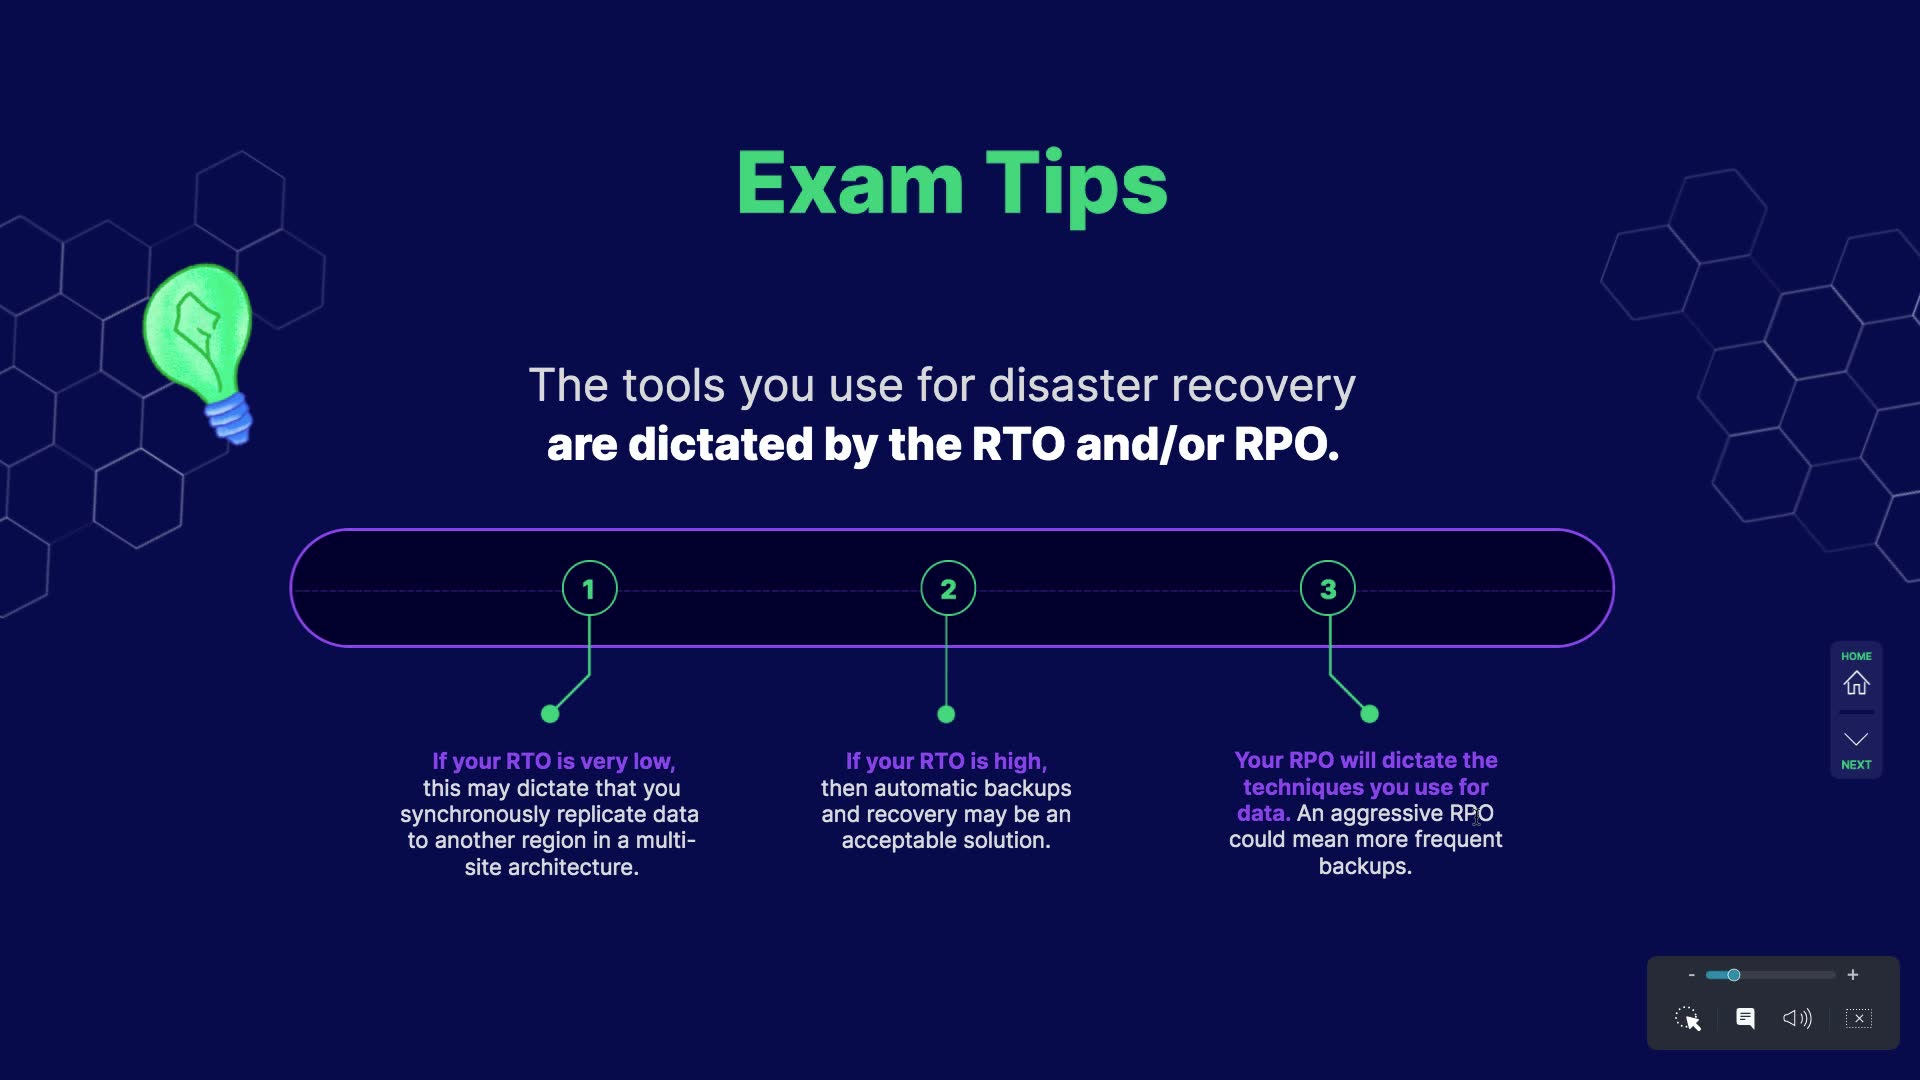 Exam Tips
The tools you use for disaster recovery
are dictated by the RTO and/or RPO.
1
2
3
If your RTO is very low,
this may dictate that you
synchronously replicate data
to another region in a multi-
site architecture.
If your RTO is high,
then automatic backups
and recovery may be an
acceptable solution.
Your RPO will dictate the
techniques you use for
data. An aggressive RPO
could mean more frequent
backups.
HOME
NEXT
- +